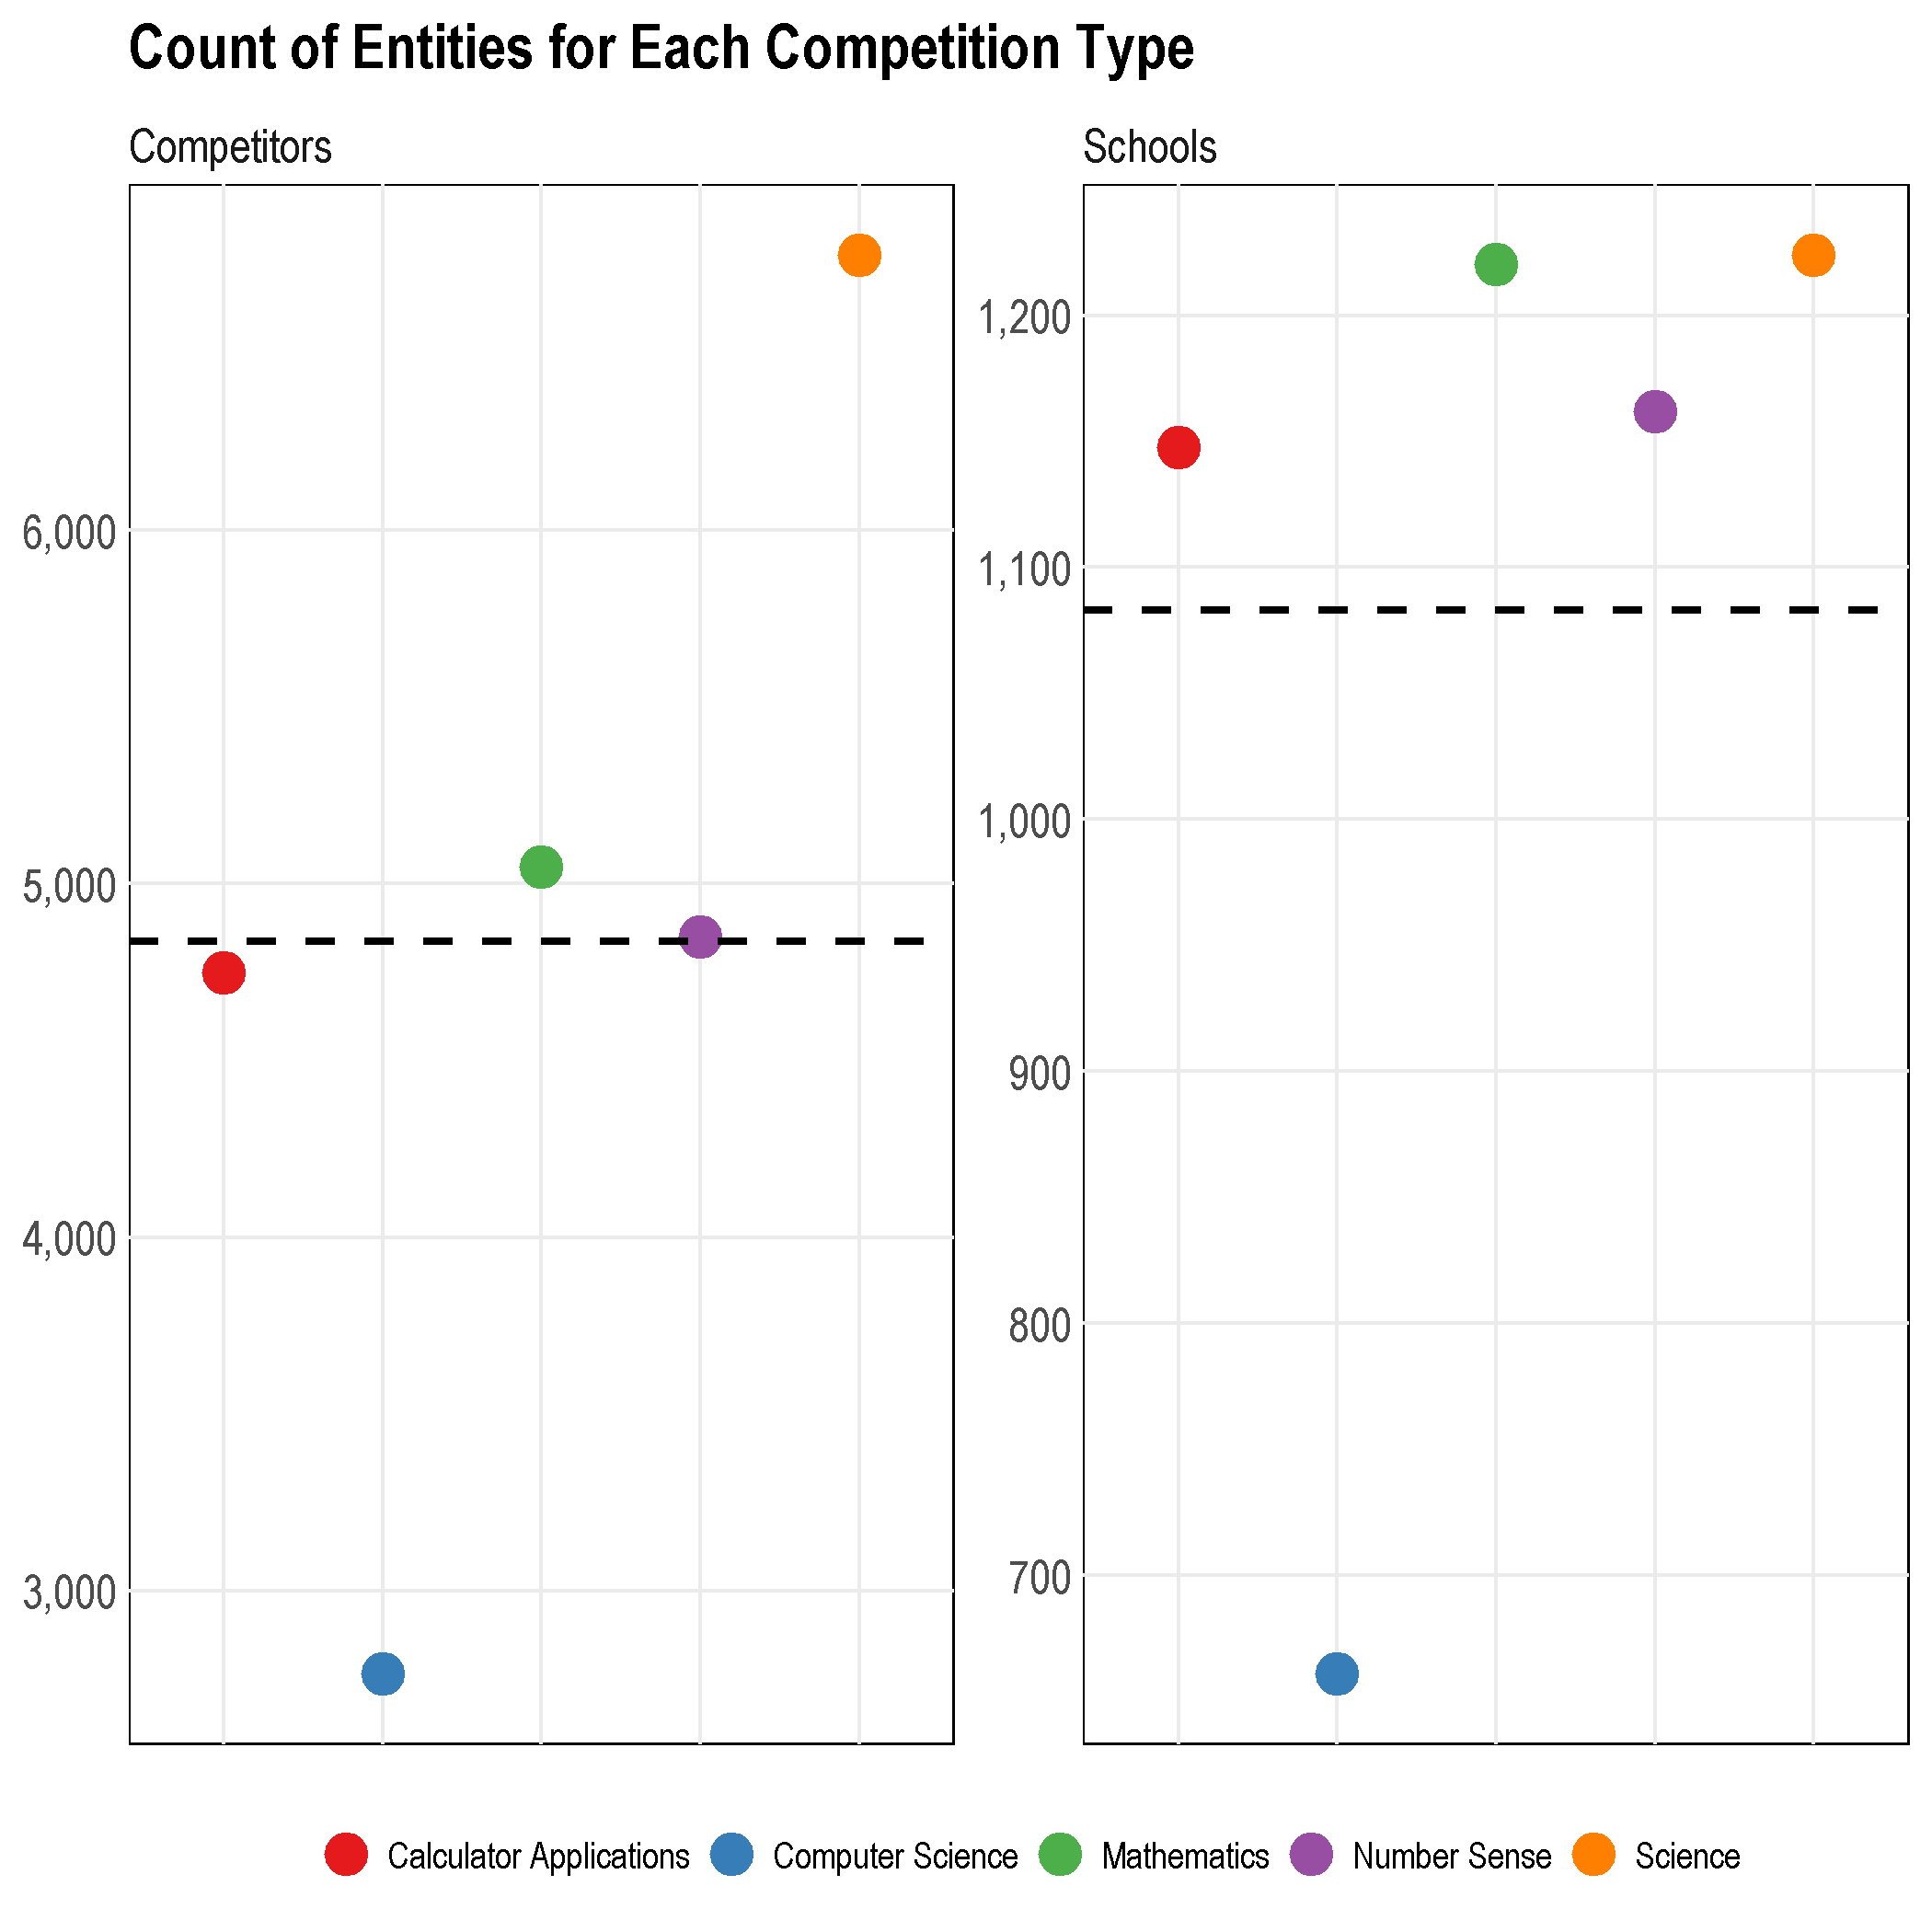 Count of Entities for Each Competition Type
Competitors
6,000
5,000
4,000
3,000
Schools
1,200
1,100
1,000
900
800
700
Calculator Applications Computer Science Mathematics Number Sense Science